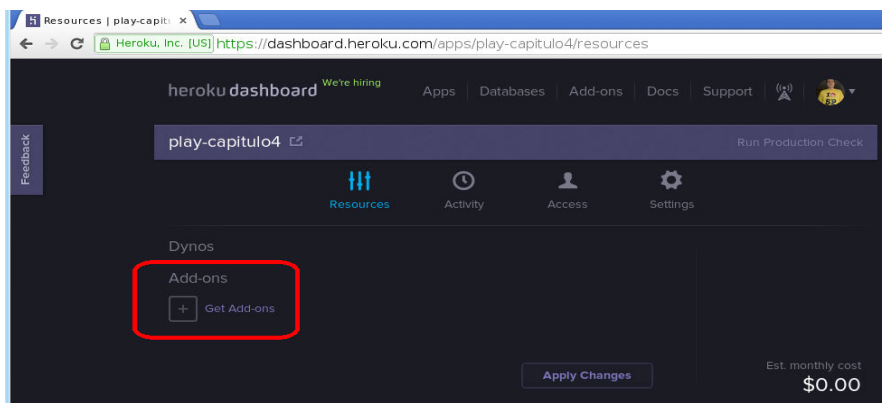 Resources | play-capit
Heroku, Inc. [US] https://dashboard.heroku.com/apps/play-capitulo4/resources
heroku dashboard We're hiring Apps Databases Add-ons Docs Support
Feedback
play-capitulo4 Run Production Check
Resources Activity Access Settings
Dynos
Add-ons
+ Get Add-ons
Apply Changes
Est. monthly cost
$0.00